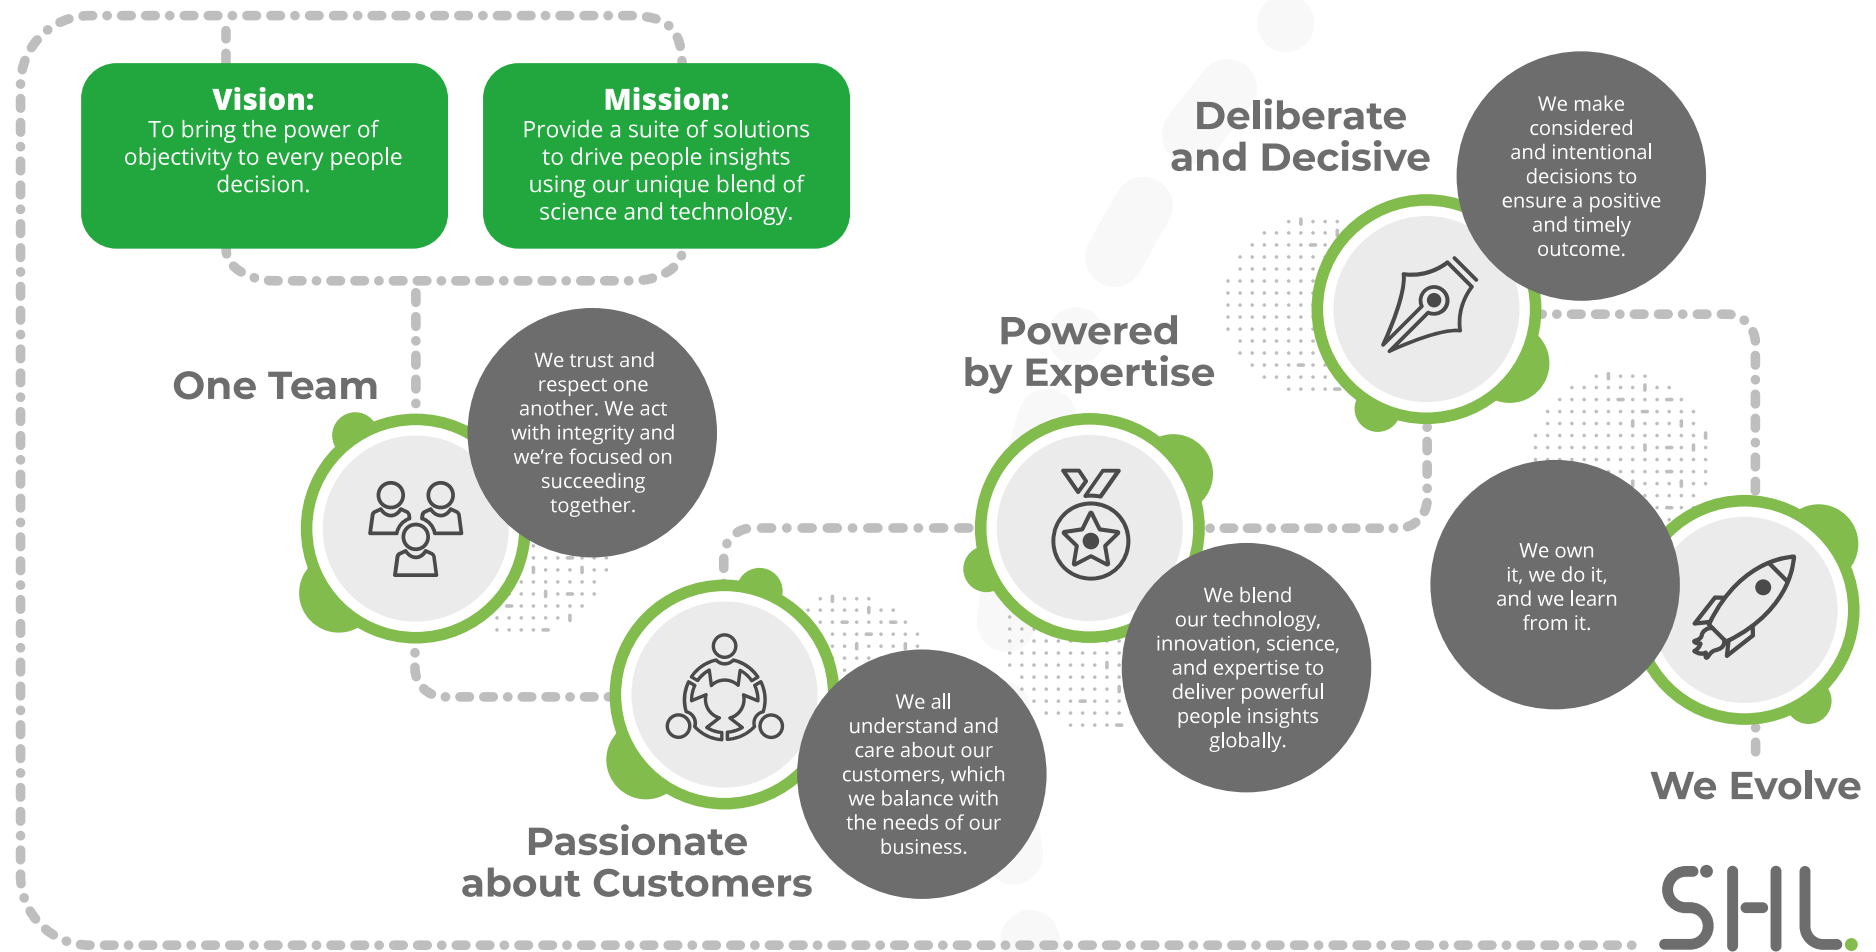 Vision:
To bring the power of
objectivity to every people
decision.
Mission:
Provide a suite of solutions
to drive people insights
using our unique blend of
science and technology.
One Team
We trust and
respect one
another. We act
with integrity and
we’re focused on
succeeding
together.
Passionate
about Customers
We all
understand and
care about our
customers, which
we balance with
the needs of our
business.
Powered
by Expertise
We blend
our technology,
innovation, science,
and expertise to
deliver powerful
people insights
globally.
Deliberate
and Decisive
We make
considered
and intentional
decisions to
ensure a positive
and timely
outcome.
We own
it, we do it,
and we learn
from it.
We Evolve
SHL.